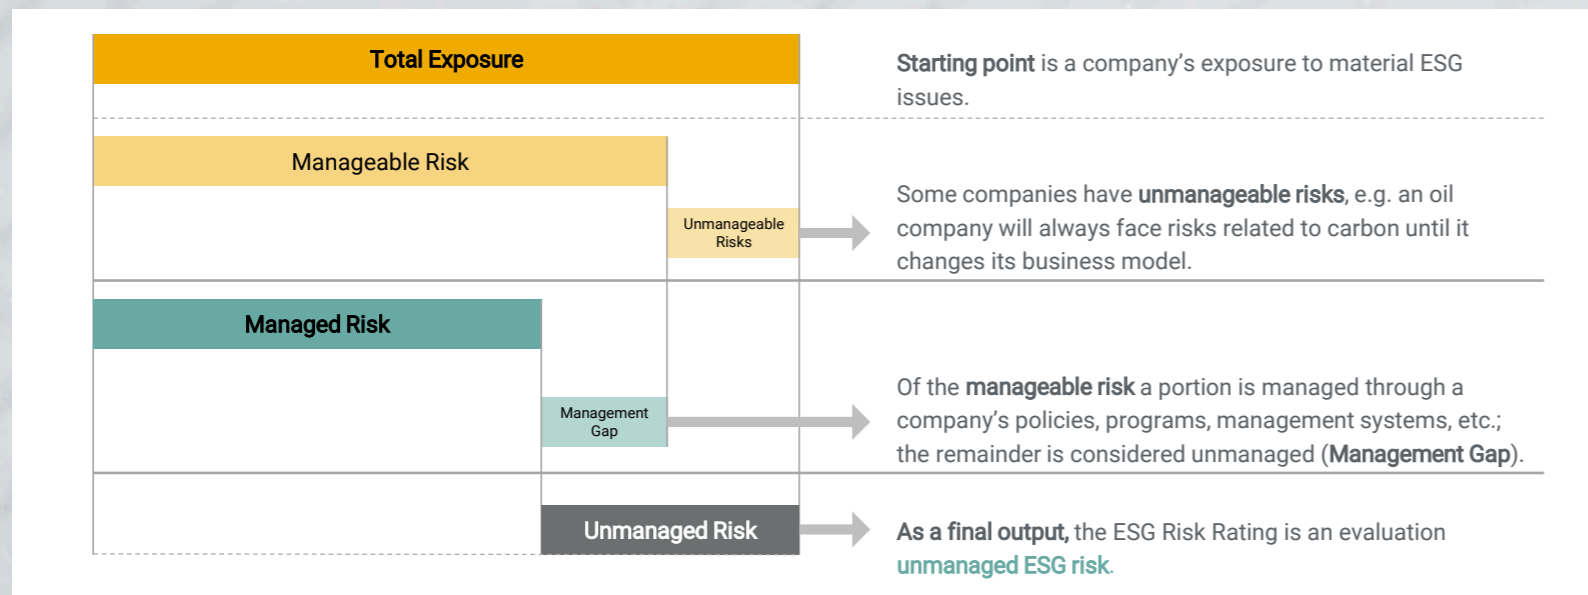 Total Exposure
Starting point is a company's exposure to material ESG
issues.
Manageable Risk
Unmanageable
Risks
Some companies have unmanageable risks, e.g. an oil
company will always face risks related to carbon until it
changes its business model.
Managed Risk
Management
Gap
Of the manageable risk a portion is managed through a
company's policies, programs, management systems, etc.;
the remainder is considered unmanaged (Management Gap).
Unmanaged Risk
As a final output, the ESG Risk Rating is an evaluation
unmanaged ESG risk.